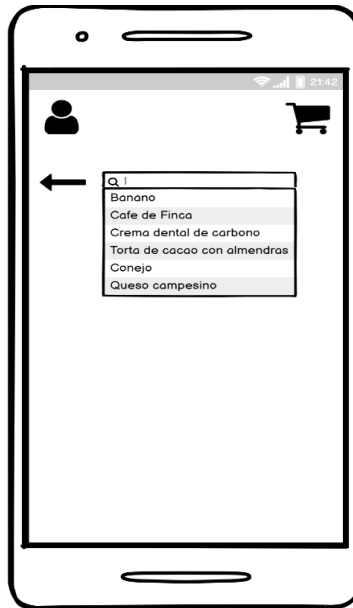 21:42
Banano
Cafe de Finca
Crema dental de carbono
Torta de cacao con almendras
Conejo
Queso campesino